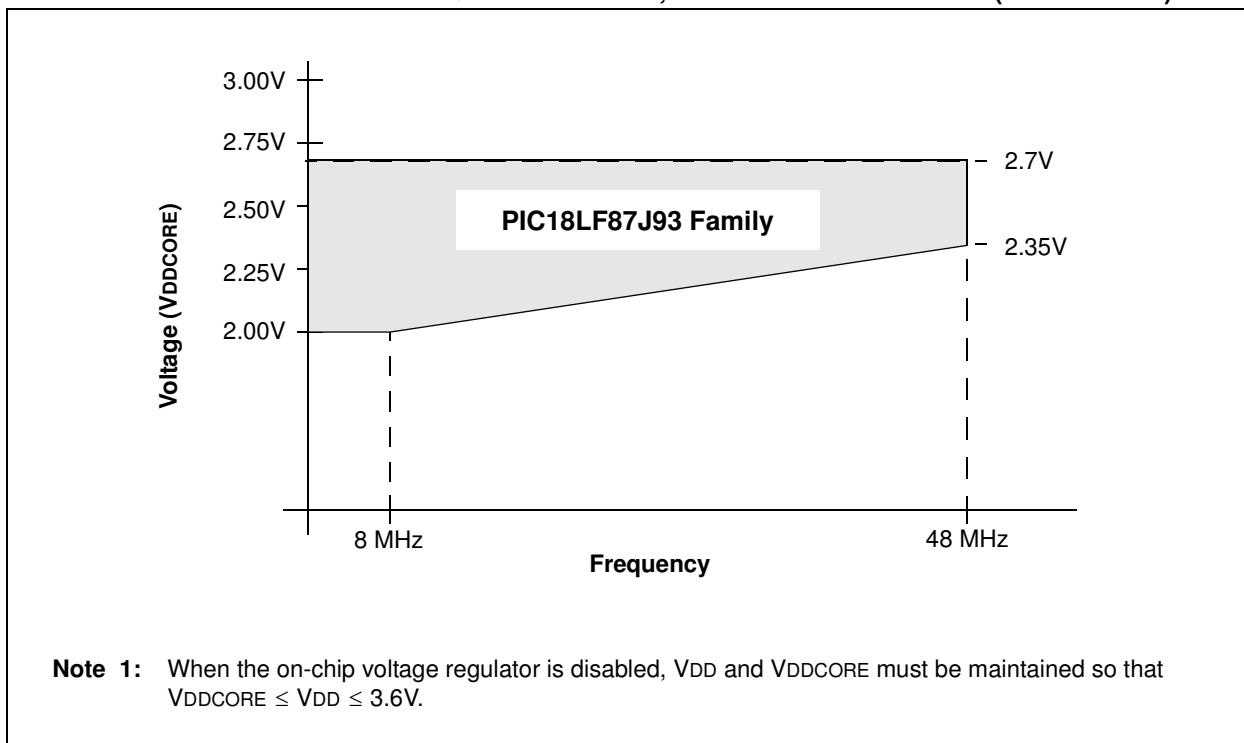 3.00V
2.75V
2.7V
2.50V
PIC18LF87J93 Family
2.35V
2.25V
2.00V
Voltage (VDDCORE)
8 MHz
48 MHz
Frequency
Note 1: When the on-chip voltage regulator is disabled, VDD and VDDCORE must be maintained so that
VDDCORE ≤ VDD ≤ 3.6V.